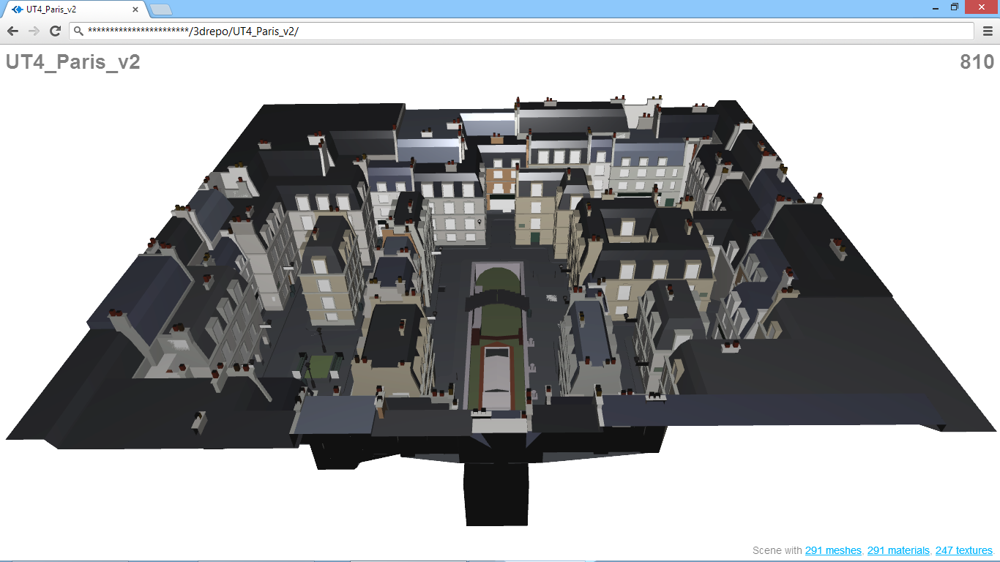 UT4_Paris_v2
***********************/3drepo/UT4_Paris_v2/
UT4_Paris_v2
810
Scene with 291 meshes, 291 materials, 247 textures.